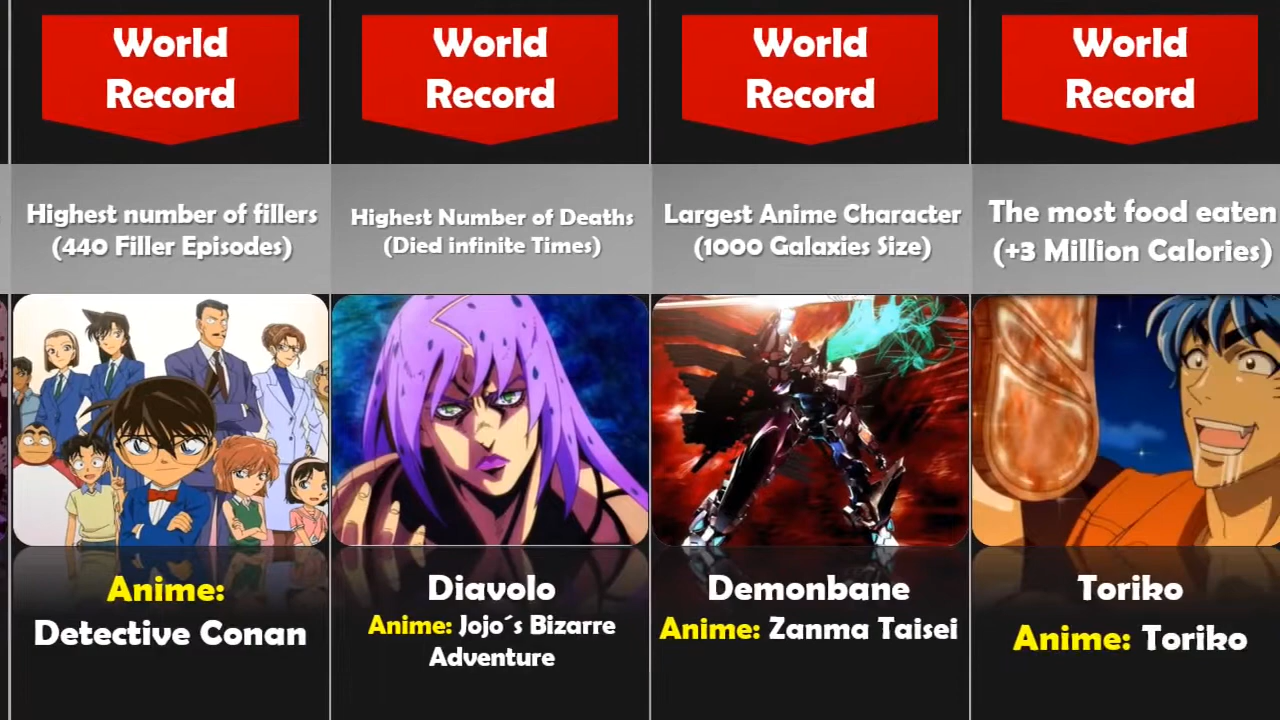 World
Record
Highest number of fillers
(440 Filler Episodes)
Anime:
Detective Conan
World
Record
Highest Number of Deaths
(Died infinite Times)
Diavolo
Anime: Jojo´s Bizarre
Adventure
World
Record
Largest Anime Character
(1000 Galaxies Size)
Demonbane
Anime: Zanma Taisei
World
Record
The most food eaten
(+3 Million Calories)
Toriko
Anime: Toriko